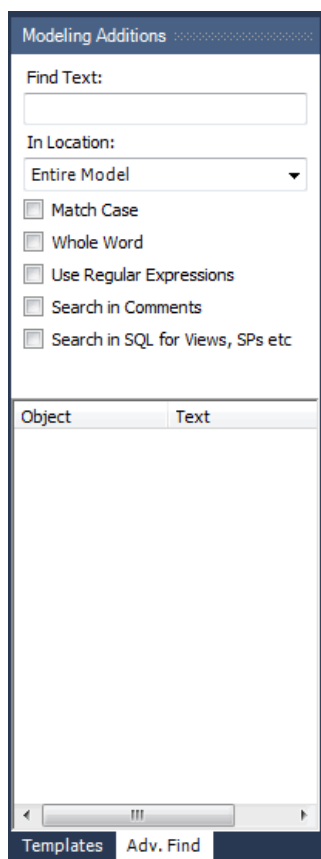 Modeling Additions
Find Text:
In Location:
Entire Model
Match Case
Whole Word
Use Regular Expressions
Search in Comments
Search in SQL for Views, SPs etc
Object Text
Templates Adv. Find